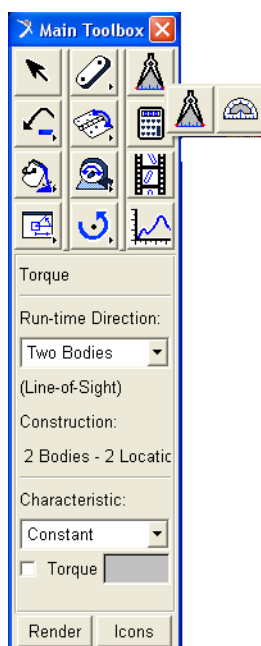 Main Toolbox
Torque
Run-time Direction:
Two Bodies
(Line-of-Sight)
Construction:
2 Bodies - 2 Locatic
Characteristic:
Constant
Torque
Render Icons